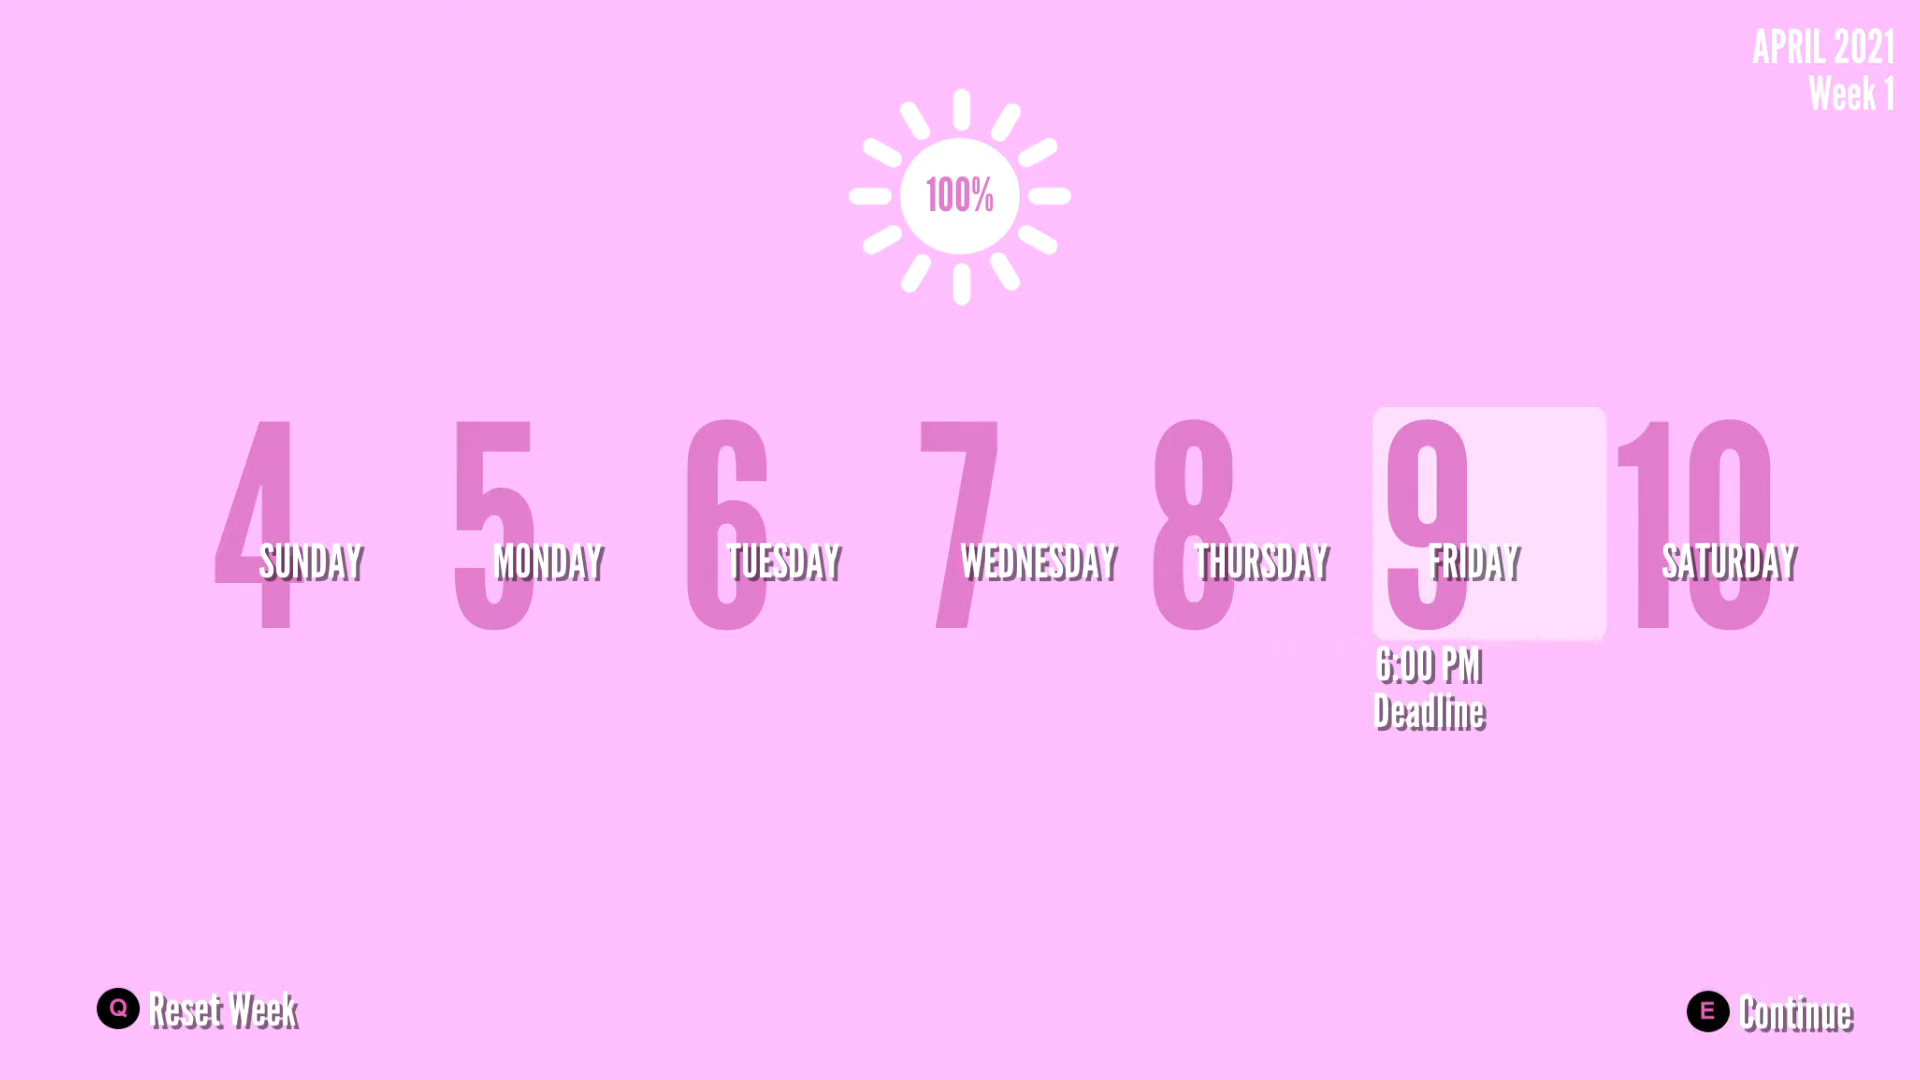 APRIL 2021
Week 1
100%
4 5 6 7 8 9 10
SUNDAY MONDAY TUESDAY WEDNESDAY THURSDAY FRIDAY SATURDAY
6:00 PM
Deadline
Q Reset Week
E Continue